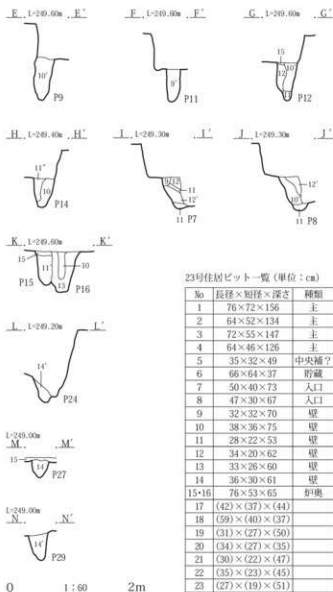 E L=249.60m E′ F L=249.60m F′ G L=249.60m G′
15
10′
12
10′
9′
11
P9 P11 P12
H L=249.40m H′ I L=249.30m I′ J L=249.30m J′
11″
10
11
12′
12′
10′
P14
11 P7
11 P8
K L=249.60m K′
15
11″
10
P15
13
P16
L L=249.20m L′
14′
P24
L=249.00m
M M′
15
14
P27
L=249.00m
N N′
14′
P29
0 1:60 2m
23号住居ピット一覧 (単位;cm)
No 長径×短径×深さ 種類
1 76×72×156 主
2 64×52×134 主
3 72×55×147 主
4 64×46×126 主
5 35×32×49 中央補?
6 66×64×37 貯蔵
7 50×40×73 入口
8 47×30×67 入口
9 32×32×70 壁
10 38×36×75 壁
11 28×22×53 壁
12 34×20×62 壁
13 33×26×60 壁
14 36×30×61 壁
15・16 76×53×65 炉奥
17 (42)×(37)×(44)
18 (59)×(40)×(37)
19 (31)×(27)×(50)
20 (34)×(27)×(35)
21 (30)×(22)×(47)
22 (35)×(23)×(45)
23 (27)×(19)×(51)